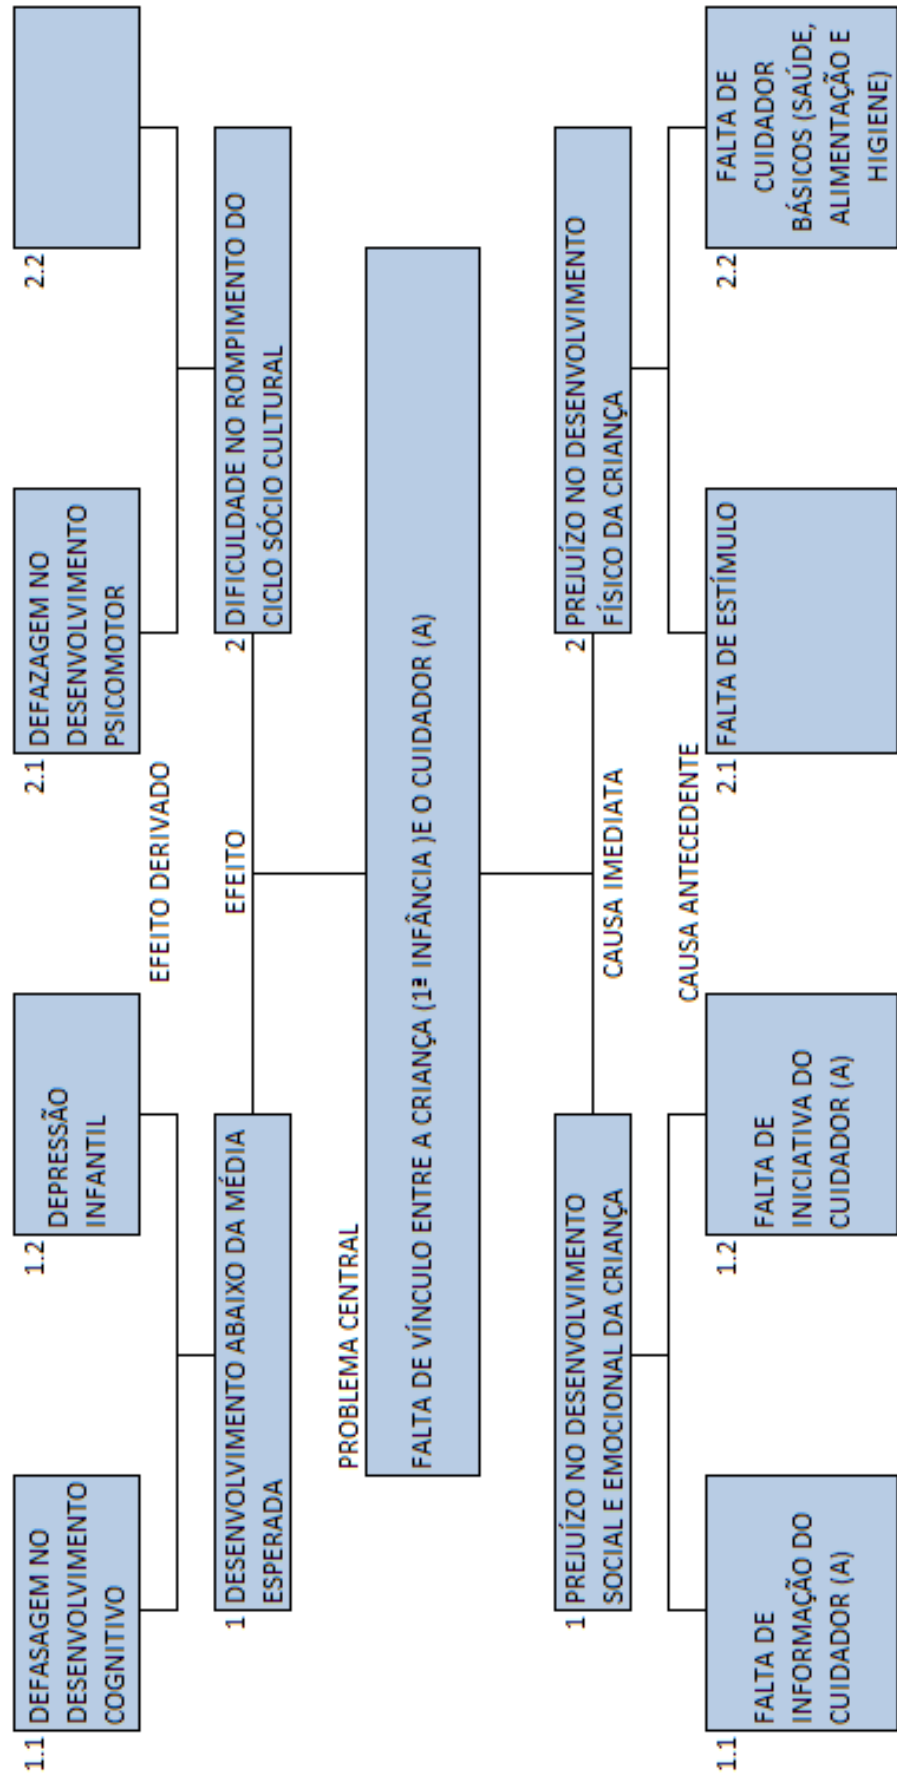 1.1 DEFASAGEM NO
DESENVOLVIMENTO
COGNITIVO
1.2 DEPRESSÃO
INFANTIL
2.1 DEFAZAGEM NO
DESENVOLVIMENTO
PSICOMOTOR
2.2
EFEITO DERIVADO
1 DESENVOLVIMENTO ABAIXO DA MÉDIA
ESPERADA
EFEITO
2 DIFICULDADE NO ROMPIMENTO DO
CICLO SÓCIO CULTURAL
PROBLEMA CENTRAL
FALTA DE VÍNCULO ENTRE A CRIANÇA (1ª INFÂNCIA )E O CUIDADOR (A)
1 PREJUÍZO NO DESENVOLVIMENTO
SOCIAL E EMOCIONAL DA CRIANÇA
CAUSA IMEDIATA
2 PREJUÍZO NO DESENVOLVIMENTO
FÍSICO DA CRIANÇA
CAUSA ANTECEDENTE
1.1 FALTA DE
INFORMAÇÃO DO
CUIDADOR (A)
1.2 FALTA DE
INICIATIVA DO
CUIDADOR (A)
2.1 FALTA DE ESTÍMULO
2.2 FALTA DE
CUIDADOR
BÁSICOS (SAÚDE,
ALIMENTAÇÃO E
HIGIENE)